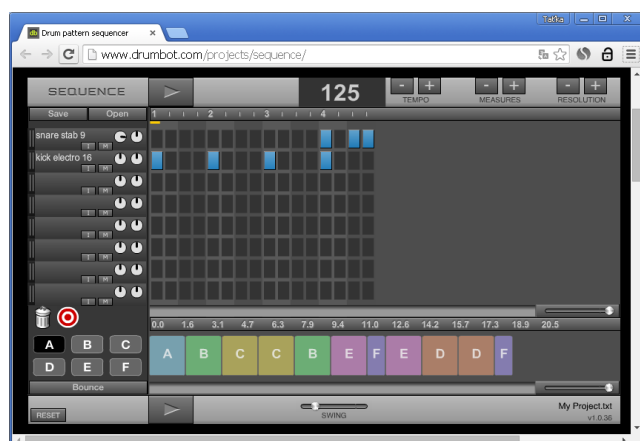 Tatka
db Drum pattern sequencer
www.drumbot.com/projects/sequence/
SEQUENCE
125
- +
TEMPO
- +
MEASURES
- +
RESOLUTION
Save Open 1 2 3 4
snare stab 9
I M
kick electro 16
I M
I M
I M
I M
I M
I M
I M
0.0 1.6 3.1 4.7 6.3 7.9 9.4 11.0 12.6 14.2 15.7 17.3 18.9 20.5
A B C
D E F
A B C C B E F E D D F
Bounce
RESET
SWING
My Project.txt
v1.0.36